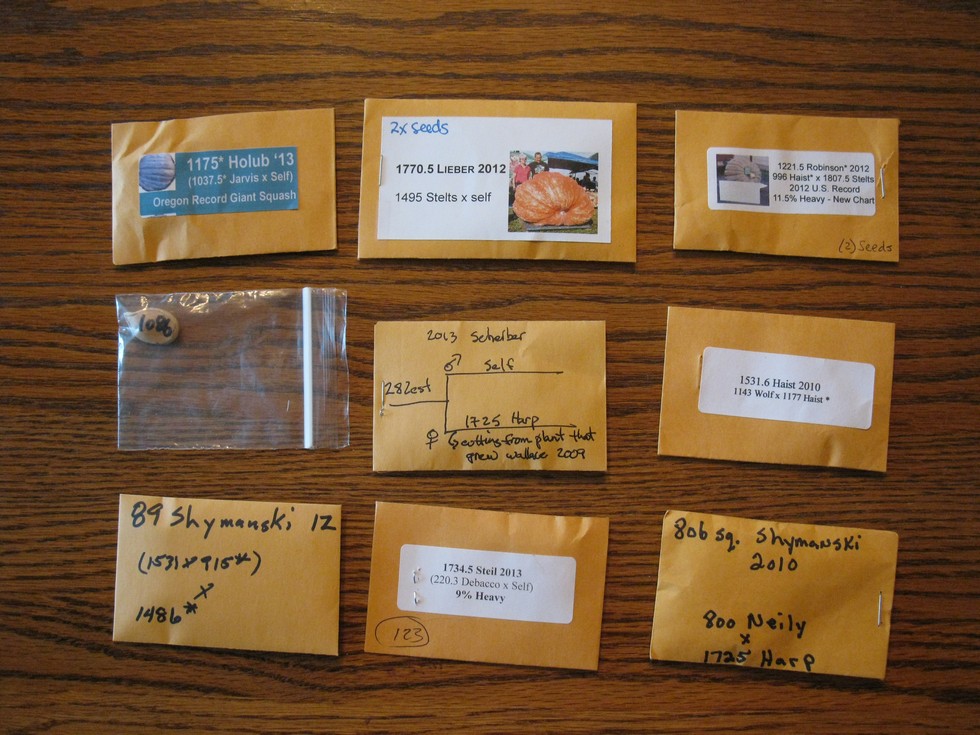 1175* Holub '13
(1037.5* Jarvis x Self)
Oregon Record Giant Squash
2x seeds
1770.5 LIEBER 2012
1495 Stelts x self
1221.5 Robinson* 2012
996 Haist* x 1807.5 Stelts
2012 U.S. Record
11.5% Heavy - New Chart
(2) Seeds
1086
2013 Scheiber
♂ Self
282est
1725 Harp
♀ cutting from plant that
grew wallace 2009
1531.6 Haist 2010
1143 Wolf x 1177 Haist *
89 Shymanski 12
(1531 x 915*)
x
1486*
1734.5 Steil 2013
(220.3 Debacco x Self)
9% Heavy
123
806 sq. Shymanski
2010
800 Neily
x
1725 Harp